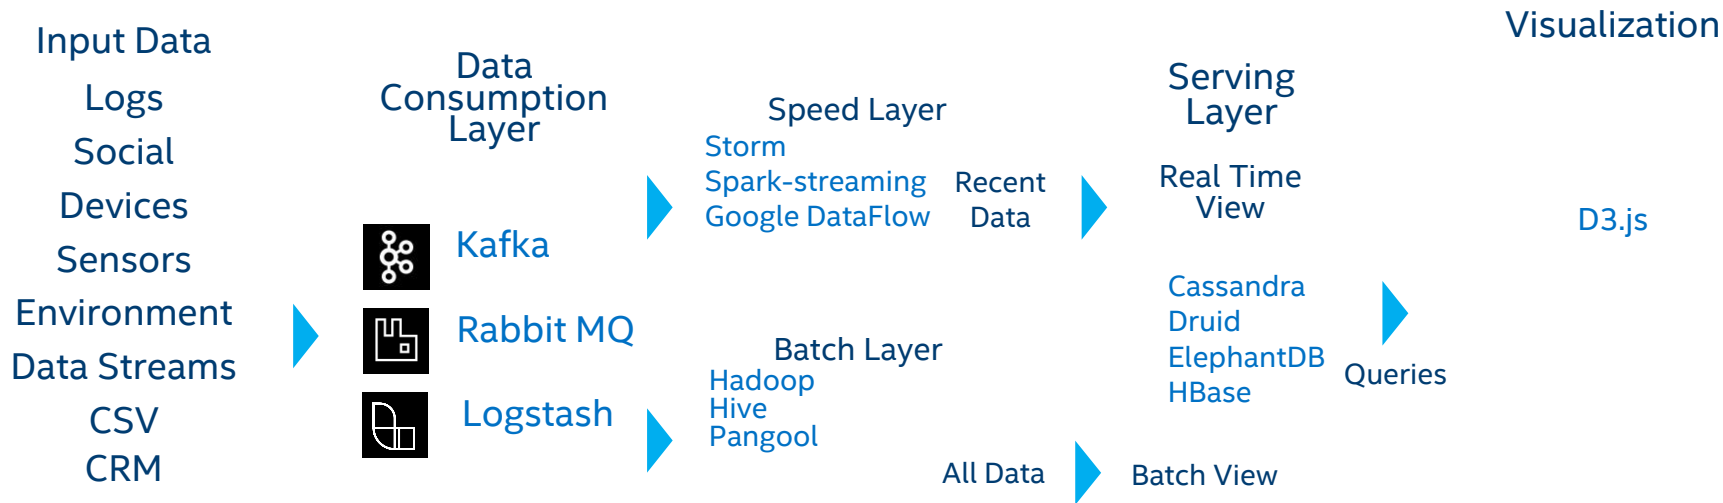 Input Data
Logs
Social
Devices
Sensors
Environment
Data Streams
CSV
CRM
Data
Consumption
Layer
Kafka
Rabbit MQ
Logstash
Speed Layer
Storm
Spark-streaming
Google DataFlow
Recent
Data
Batch Layer
Hadoop
Hive
Pangool
All Data
Serving
Layer
Real Time
View
Cassandra
Druid
ElephantDB
HBase
Queries
Batch View
Visualization
D3.js